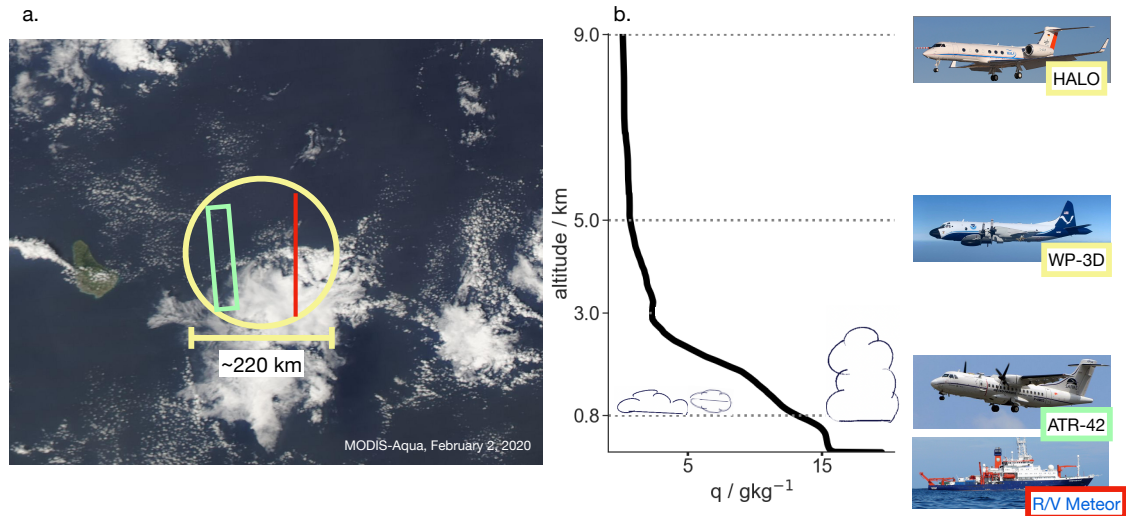 a.
~220 km
MODIS-Aqua, February 2, 2020
b.
9.0
5.0
3.0
0.8
altitude / km
5
15
q / gkg⁻¹
HALO
WP-3D
ATR-42
R/V Meteor